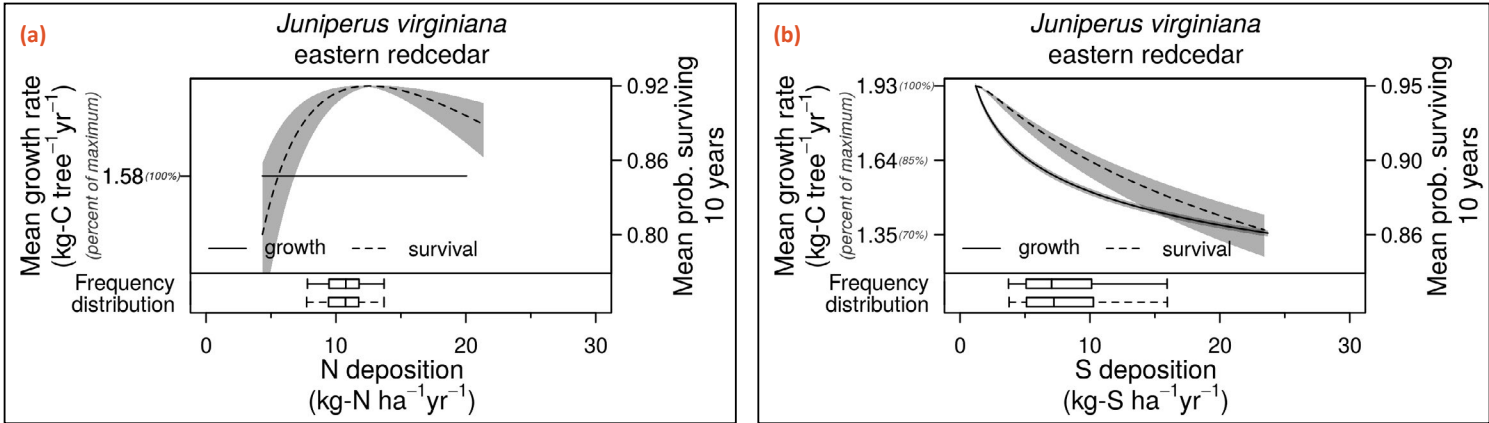 (a)
Juniperus virginiana
eastern redcedar
Mean growth rate
(kg-C tree⁻¹yr⁻¹)
(percent of maximum)
1.58(100%)
0.92
0.86
0.80
Mean prob. surviving
10 years
growth
survival
Frequency
distribution
0 10 20 30
N deposition
(kg-N ha⁻¹yr⁻¹)
(b)
Juniperus virginiana
eastern redcedar
Mean growth rate
(kg-C tree⁻¹yr⁻¹)
(percent of maximum)
1.93(100%)
1.64(85%)
1.35(70%)
0.95
0.90
0.86
Mean prob. surviving
10 years
growth
survival
Frequency
distribution
0 10 20 30
S deposition
(kg-S ha⁻¹yr⁻¹)